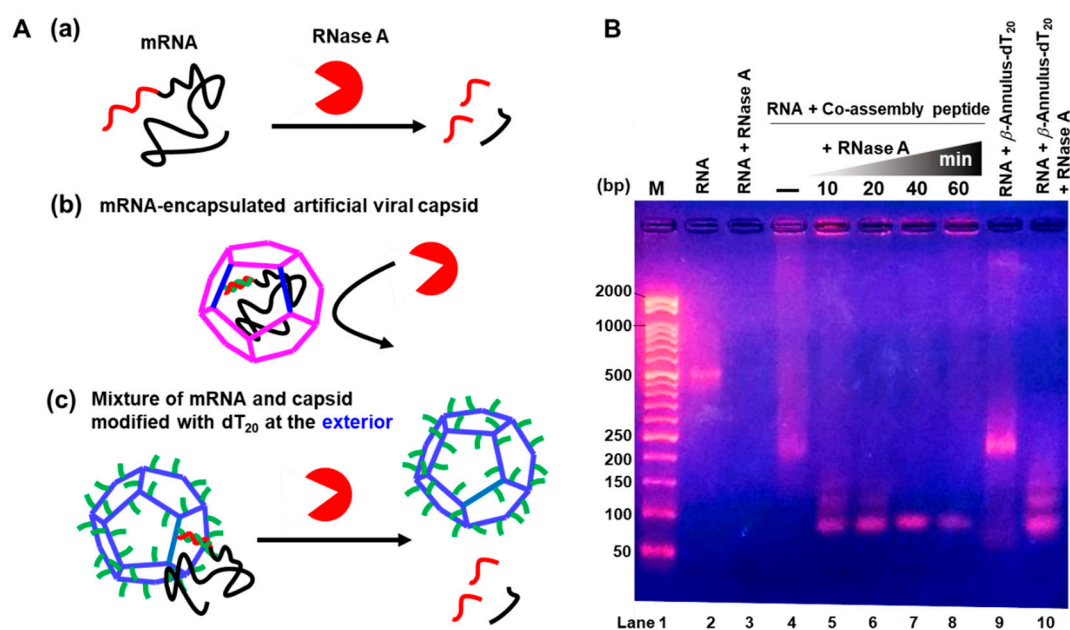 A (a)
mRNA
RNase A
(b) mRNA-encapsulated artificial viral capsid
(c) Mixture of mRNA and capsid
modified with dT20 at the exterior
B
RNA
RNA + RNase A
RNA + Co-assembly peptide
+ RNase A min
RNA + β-Annulus-dT20
RNA + β-Annulus-dT20
+ RNase A
(bp) M — 10 20 40 60
2000
1000
500
250
200
150
100
50
Lane 1 2 3 4 5 6 7 8 9 10